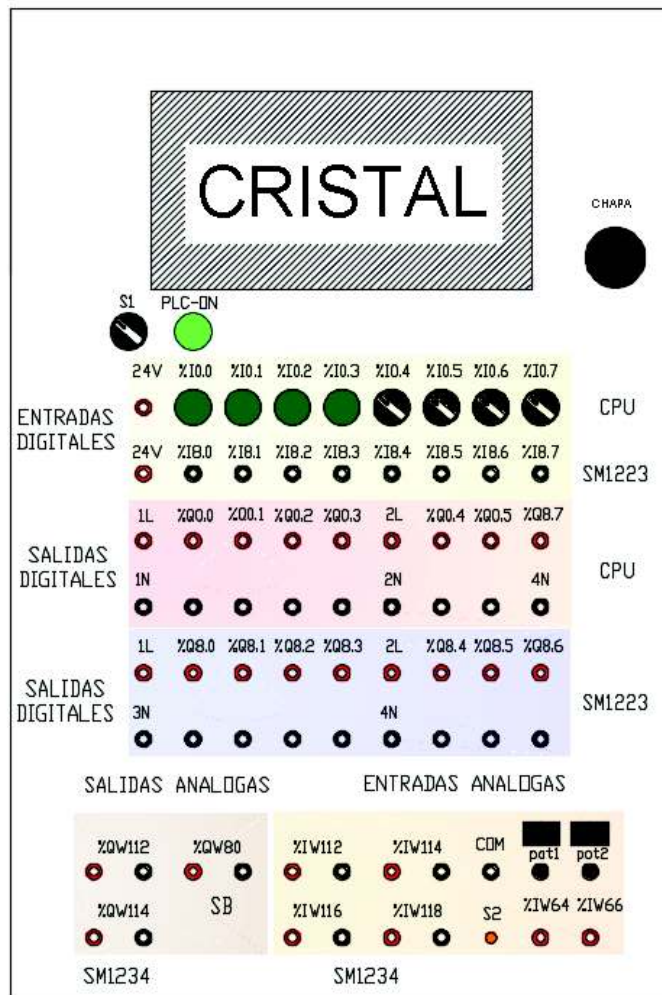 CRISTAL
CHAPA
S1 PLC-ON
24V %I0.0 %I0.1 %I0.2 %I0.3 %I0.4 %I0.5 %I0.6 %I0.7
ENTRADAS
DIGITALES
CPU
24V %I8.0 %I8.1 %I8.2 %I8.3 %I8.4 %I8.5 %I8.6 %I8.7
SM1223
1L %Q0.0 %Q0.1 %Q0.2 %Q0.3 2L %Q0.4 %Q0.5 %Q8.7
SALIDAS
DIGITALES
CPU
1N 2N 4N
1L %Q8.0 %Q8.1 %Q8.2 %Q8.3 2L %Q8.4 %Q8.5 %Q8.6
SALIDAS
DIGITALES
SM1223
3N 4N
SALIDAS ANALOGAS ENTRADAS ANALOGAS
%QW112 %QW80 %IW112 %IW114 COM pot1 pot2
%QW114 SB %IW116 %IW118 S2 %IW64 %IW66
SM1234 SM1234